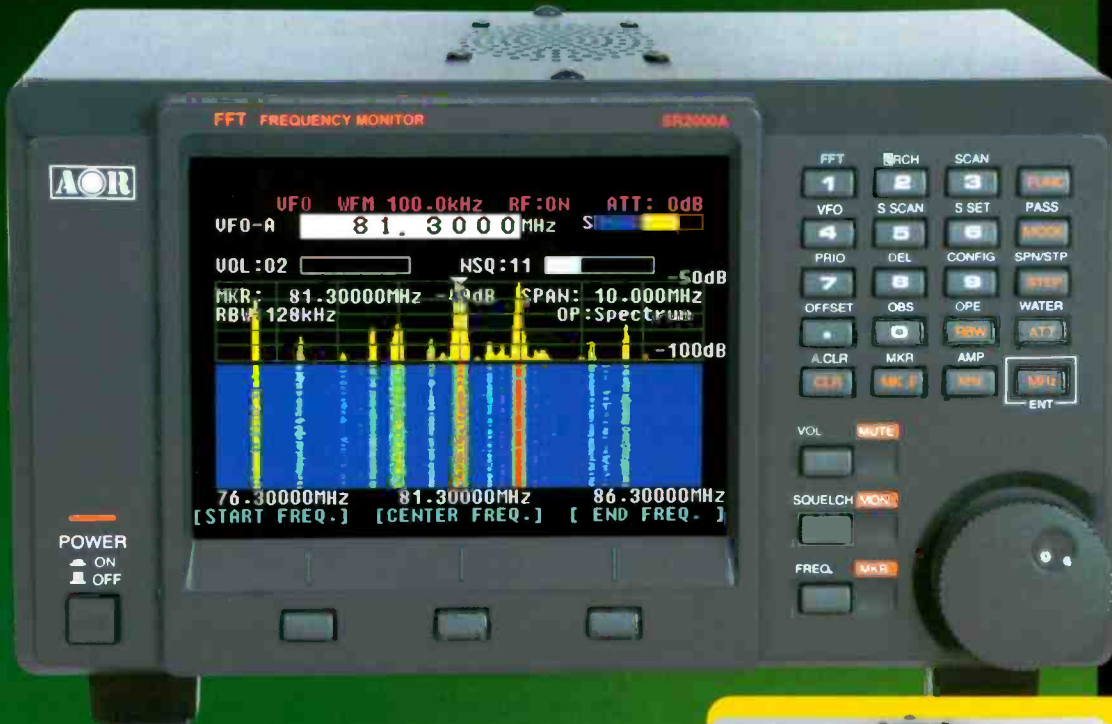 FFT FREQUENCY MONITOR
SR2000A
AOR
VFO WFM 100.0kHz RF:ON ATT: 0dB
VFO-A 81. 3000MHz S
VOL:02 NSQ:11
-50dB
MKR: 81.30000MHz SPAN: 10.000MHz
RBW 128kHz OP:Spectrum
-100dB
76.30000MHz 81.30000MHz 86.30000MHz
[START FREQ.] [CENTER FREQ.] [ END FREQ. ]
POWER
ON
OFF
FFT SRCH SCAN
1 2 3 FUNC
VFO S SCAN S SET PASS
4 5 6 MODE
PRIO DEL CONFIG SPN/STP
7 8 9 STEP
OFFSET OBS OPE WATER
. 0 RBW ATT
A.CLR MKR AMP
CLR MHz
ENT
VOL MUTE
SQUELCH MONI
FREQ. MKR